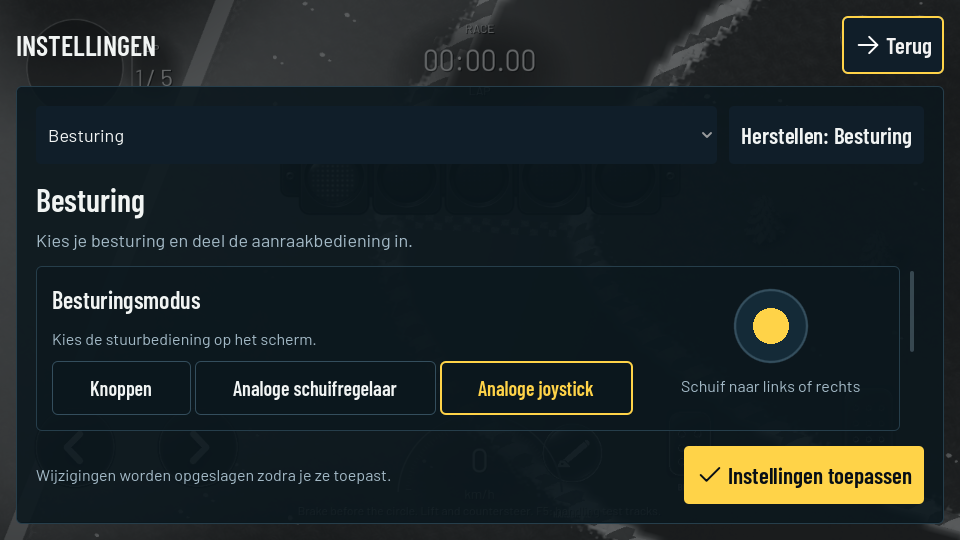 INSTELLINGEN
RACE
00:00.00
1/ 5
Terug
Besturing
Herstellen: Besturing
Besturing
Kies je besturing en deel de aanraakbediening in.
Besturingsmodus
Kies de stuurbediening op het scherm.
Knoppen
Analoge schuifregelaar
Analoge joystick
Schuif naar links of rechts
0
Wijzigingen worden opgeslagen zodra je ze toepast.
Instellingen toepassen